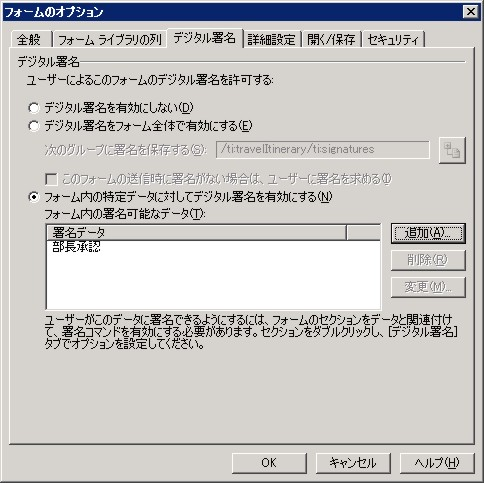 フォームのオプション
全般 フォーム ライブラリの列 デジタル署名 詳細設定 開く/保存 セキュリティ
デジタル署名
ユーザーによるこのフォームのデジタル署名を許可する:
デジタル署名を有効にしない(D)
デジタル署名をフォーム全体で有効にする(E)
次のグループに署名を保存する(S): /ti:travelItinerary/ti:signatures
このフォームの送信時に署名がない場合は、ユーザーに署名を求める(I)
フォーム内の特定データに対してデジタル署名を有効にする(N)
フォーム内の署名可能なデータ(T):
署名データ 追加(A)...
部長承認
削除(R)
変更(M)...
ユーザーがこのデータに署名できるようにするには、フォームのセクションをデータと関連付け
て、署名コマンドを有効にする必要があります。セクションをダブルクリックし、[デジタル署名]
タブでオプションを設定してください。
OK キャンセル ヘルプ(H)